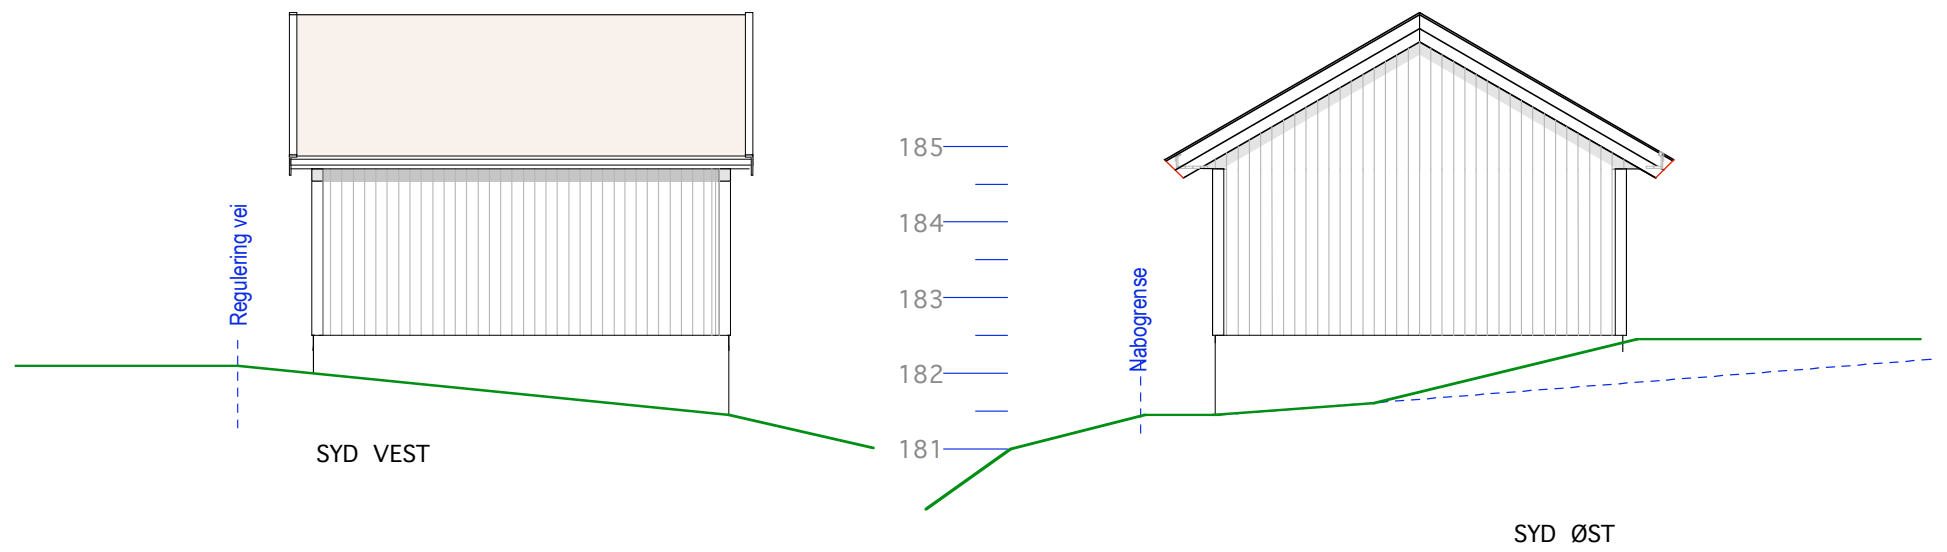 Regulering vei
SYD VEST
185
184
183
182
181
Nabogrense
SYD ØST